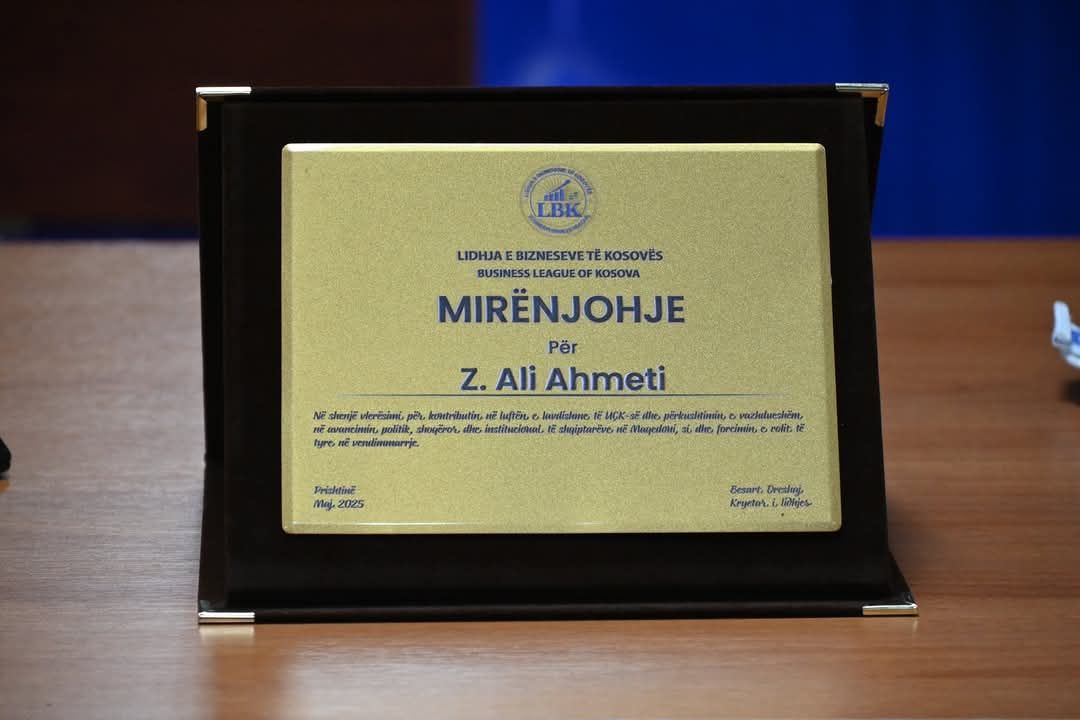 LBK
LIDHJA E BIZNESEVE TË KOSOVËS
BUSINESS LEAGUE OF KOSOVA
MIRËNJOHJE
Për
Z. Ali Ahmeti
Në shenjë vlerësimi për kontributin në luftën e lavdishme të UÇK-së dhe përkushtimin e vazhdueshëm
në avancimin politik, shoqëror dhe institucional të shqiptarëve në Maqedoni, si dhe forcimin e rolit të
tyre në vendimmarrje.
Prishtinë
Maj, 2025
Besart Dreshaj,
Kryetar i lidhjes